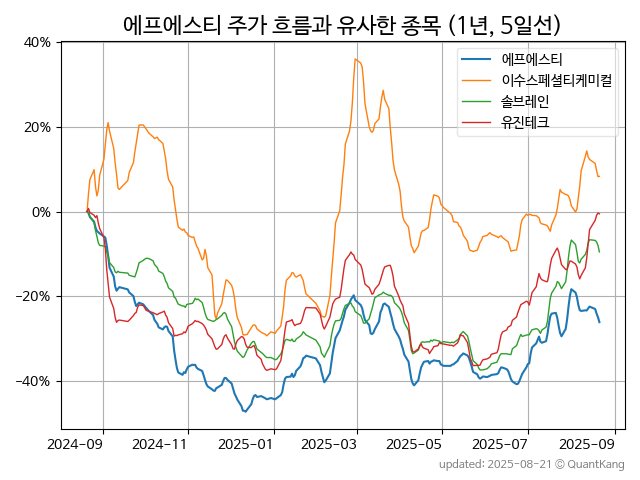 에프에스티 주가 흐름과 유사한 종목 (1년, 5일선)
40%
20%
0%
−20%
−40%
에프에스티
이수스페셜티케미컬
솔브레인
유진테크
2024-09
2024-11
2025-01
2025-03
2025-05
2025-07
2025-09
updated: 2025-08-21 © QuantKang